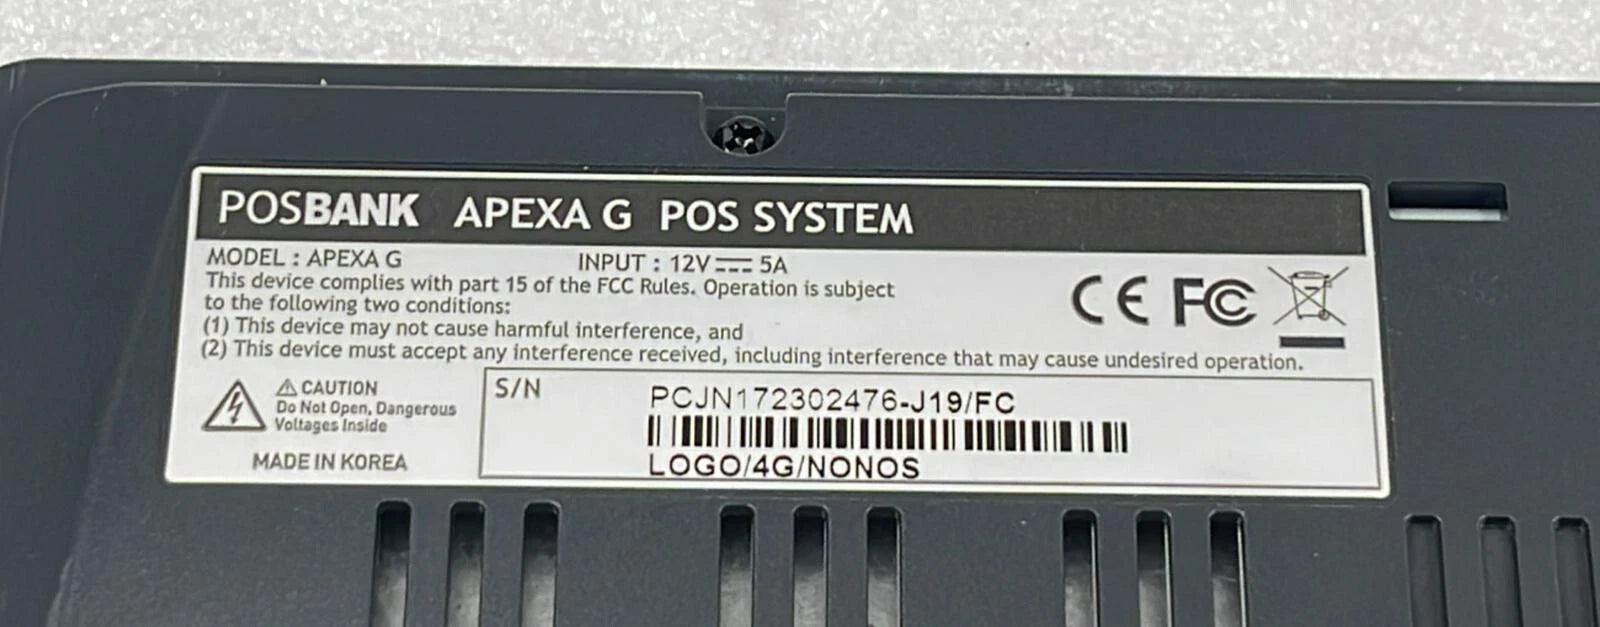 POSBANK APEXA G POS SYSTEM
MODEL : APEXA G INPUT : 12V⎓ 5A
This device complies with part 15 of the FCC Rules. Operation is subject
to the following two conditions:
(1) This device may not cause harmful interference, and
(2) This device must accept any interference received, including interference that may cause undesired operation.
CE FC
⚠ CAUTION
Do Not Open, Dangerous
Voltages Inside
MADE IN KOREA
S/N
PCJN172302476-J19/FC
LOGO/4G/NONOS